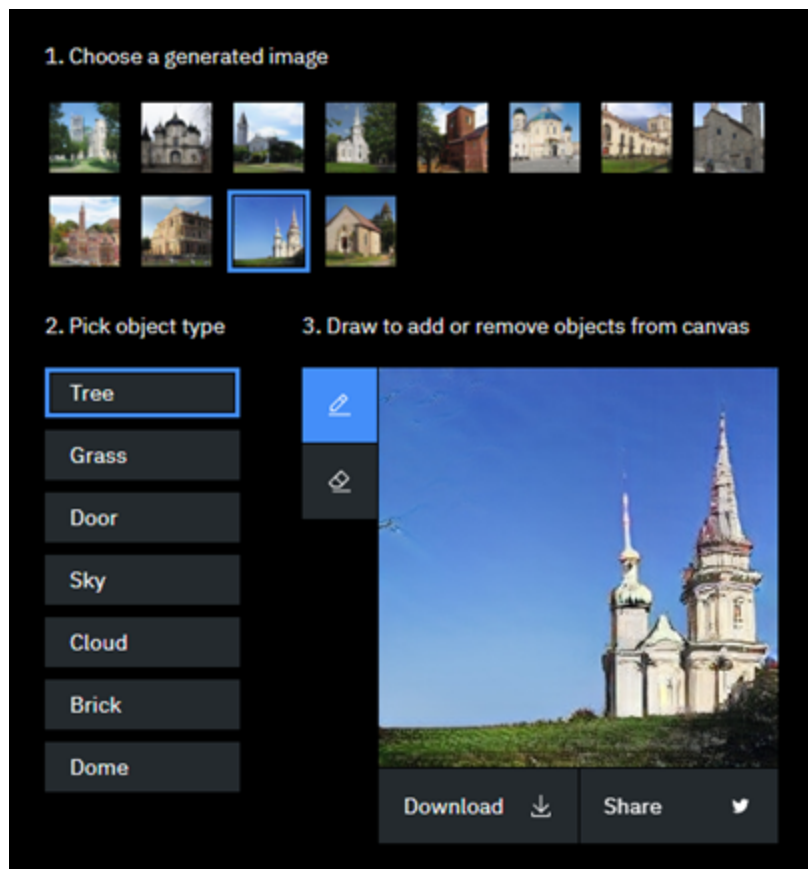 1. Choose a generated image
2. Pick object type
3. Draw to add or remove objects from canvas
Tree
Grass
Door
Sky
Cloud
Brick
Dome
Download
Share